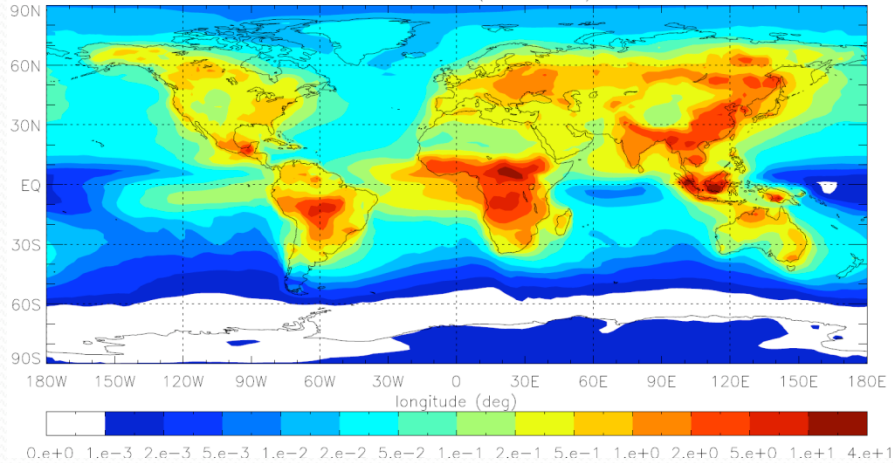 90N
60N
30N
EQ
30S
60S
90S
180W 150W 120W 90W 60W 30W 0 30E 60E 90E 120E 150E 180E
longitude (deg)
0.e+0 1.e-3 2.e-3 5.e-3 1.e-2 2.e-2 5.e-2 1.e-1 2.e-1 5.e-1 1.e+0 2.e+0 5.e+0 1.e+1 4.e+1